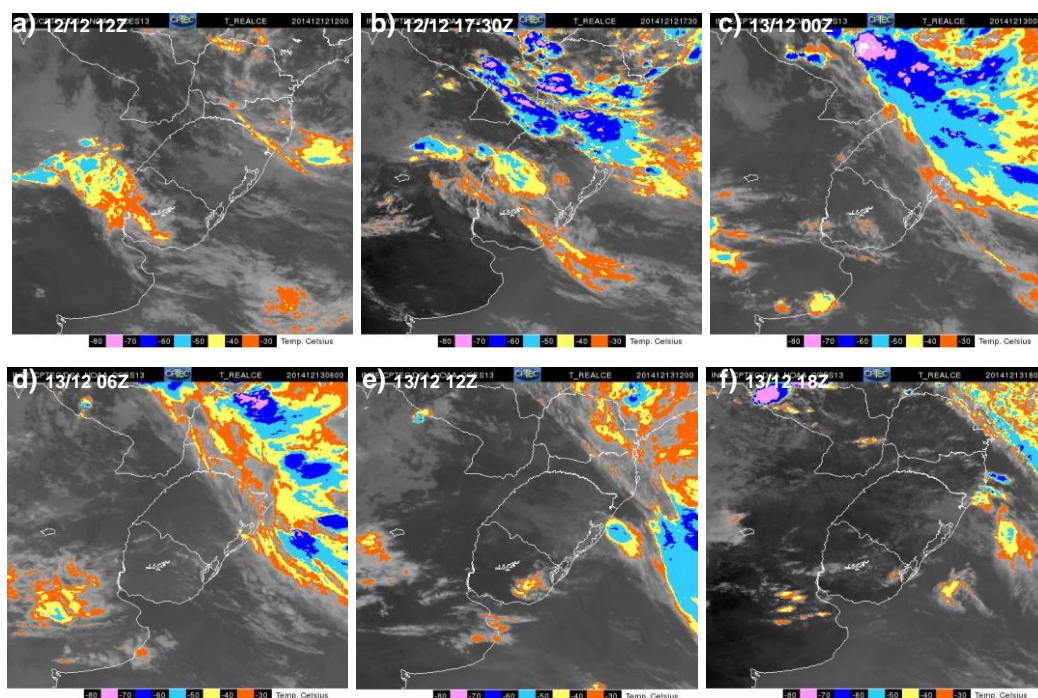 a) 12/12 12Z
CPTEC
T_REALCE 201412121200
-80 -70 -60 -50 -40 -30 Temp. Celsius
b) 12/12 17:30Z
CPTEC
T_REALCE 201412121730
-80 -70 -60 -50 -40 -30 Temp. Celsius
c) 13/12 00Z
CPTEC
T_REALCE 2014121300
-80 -70 -60 -50 -40 -30 Temp. Celsius
d) 13/12 06Z
CPTEC
T_REALCE 201412130600
-80 -70 -60 -50 -40 -30 Temp. Celsius
e) 13/12 12Z
CPTEC
T_REALCE 201412131200
-80 -70 -60 -50 -40 -30 Temp. Celsius
f) 13/12 18Z
CPTEC
T_REALCE 2014121318
-80 -70 -60 -50 -40 -30 Temp. Celsius